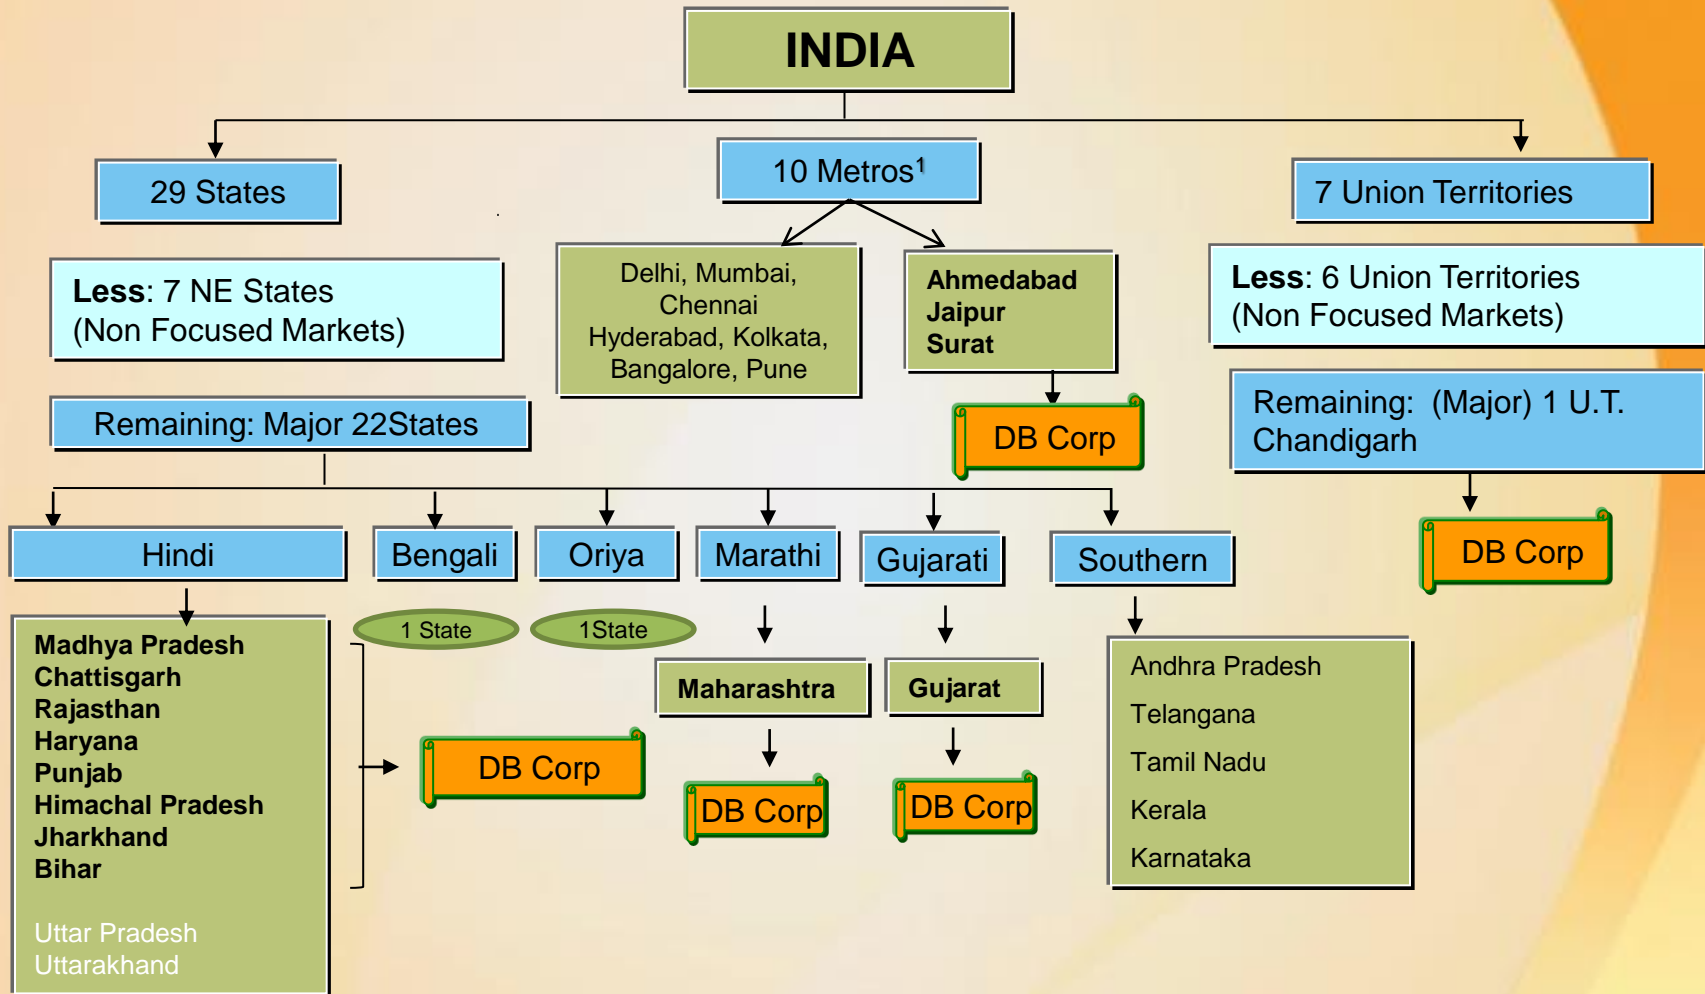 INDIA
29 States
10 Metros¹
7 Union Territories
Less: 7 NE States
(Non Focused Markets)
Delhi, Mumbai,
Chennai
Hyderabad, Kolkata,
Bangalore, Pune
Ahmedabad
Jaipur
Surat
Less: 6 Union Territories
(Non Focused Markets)
Remaining: Major 22States
DB Corp
Remaining: (Major) 1 U.T.
Chandigarh
DB Corp
Hindi
Bengali
Oriya
Marathi
Gujarati
Southern
Madhya Pradesh
Chattisgarh
Rajasthan
Haryana
Punjab
Himachal Pradesh
Jharkhand
Bihar
Uttar Pradesh
Uttarakhand
DB Corp
1 State
1State
Maharashtra
DB Corp
Gujarat
DB Corp
Andhra Pradesh
Telangana
Tamil Nadu
Kerala
Karnataka